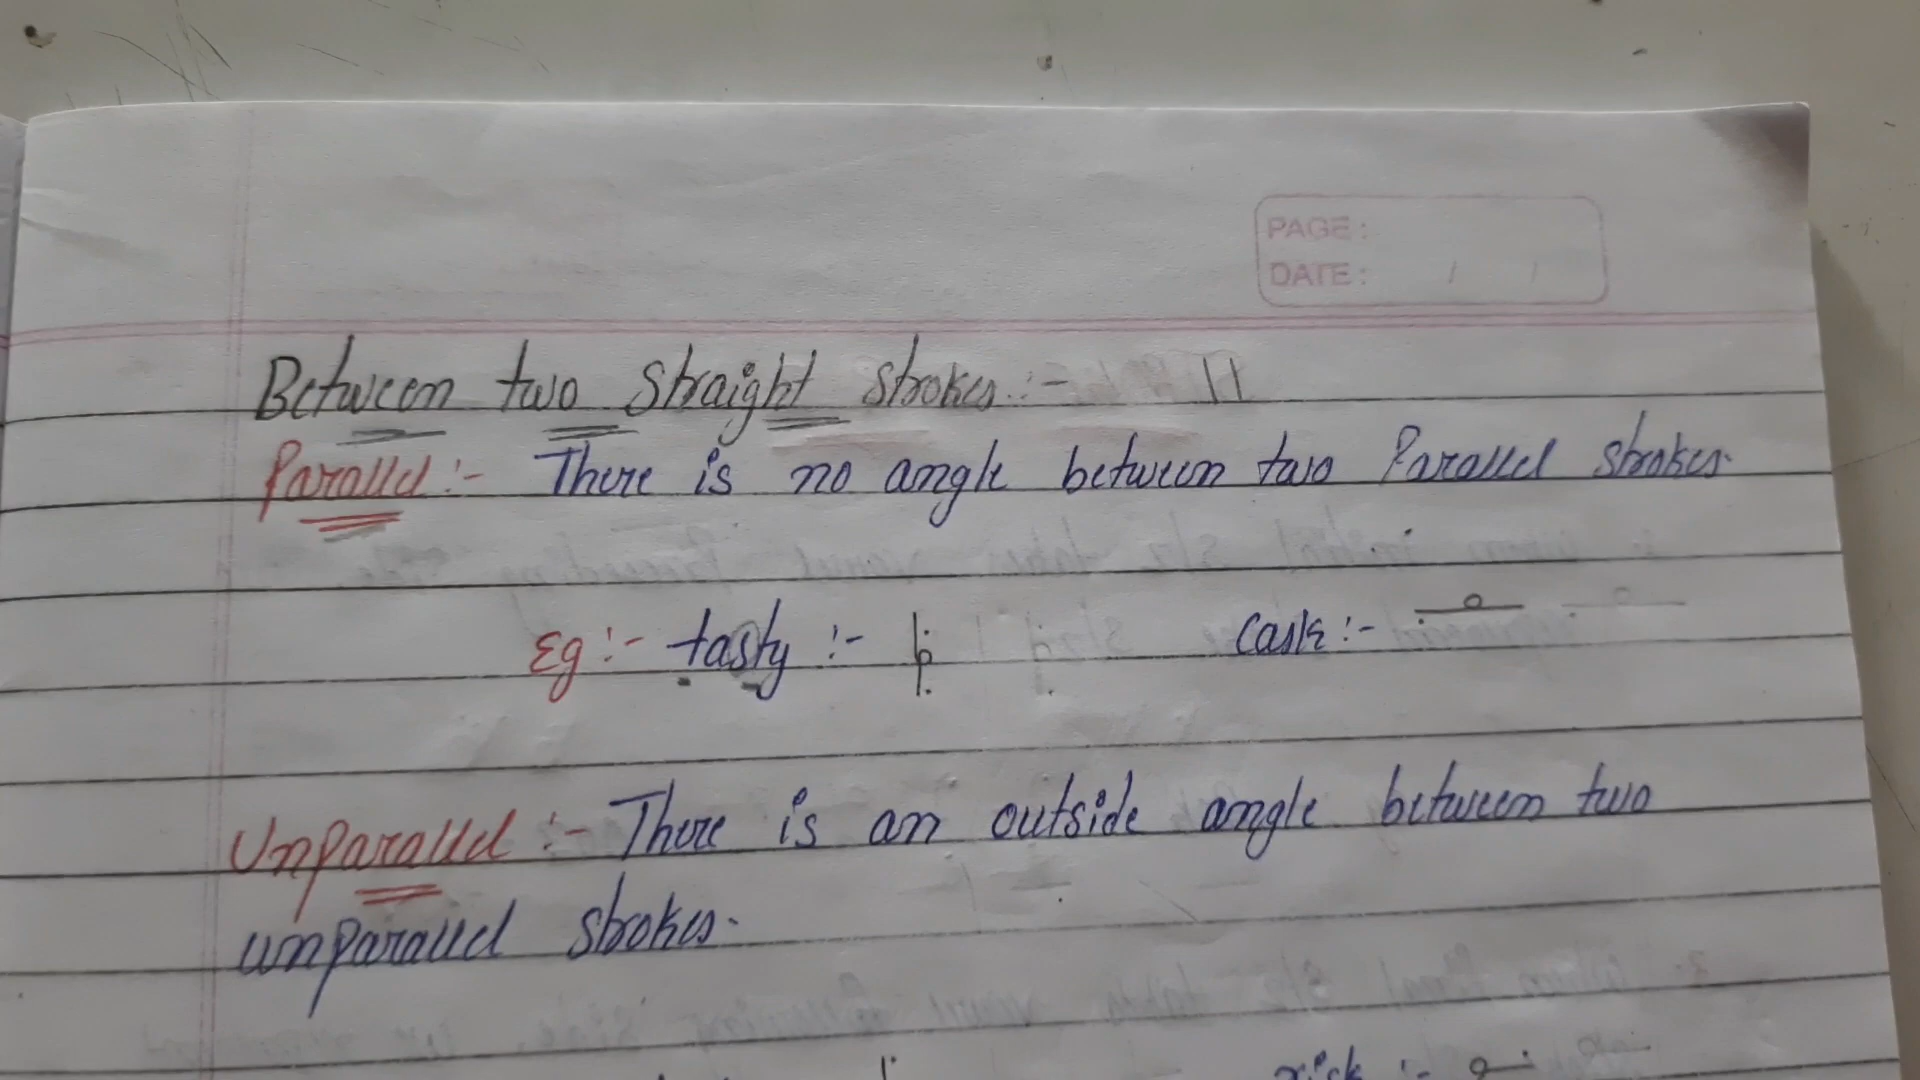 PAGE:
DATE: / /
Between two straight strokes:-
Parallel:- There is no angle between two Parallel strokes.
Eg:- tasty:- cask:-
Unparallel:- There is an outside angle between two
unparallel strokes.